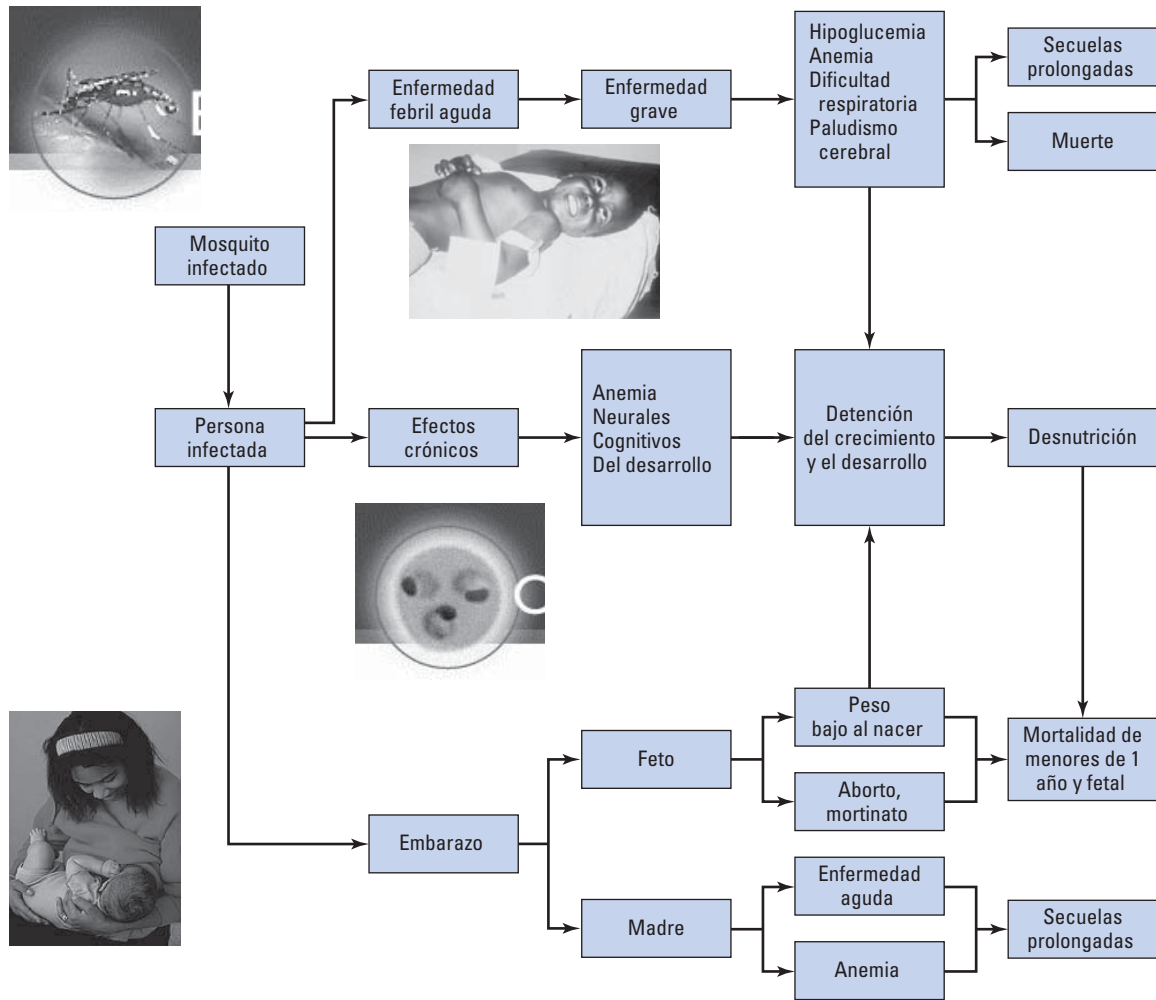 Hipoglucemia
Anemia
Dificultad
respiratoria
Paludismo
cerebral
Secuelas
prolongadas
Enfermedad
febril aguda
Enfermedad
grave
Muerte
Mosquito
infectado
Persona
infectada
Efectos
crónicos
Anemia
Neurales
Cognitivos
Del desarrollo
Detención
del crecimiento
y el desarrollo
Desnutrición
Peso
bajo al nacer
Feto
Aborto,
mortinato
Mortalidad de
menores de 1
año y fetal
Embarazo
Enfermedad
aguda
Madre
Anemia
Secuelas
prolongadas